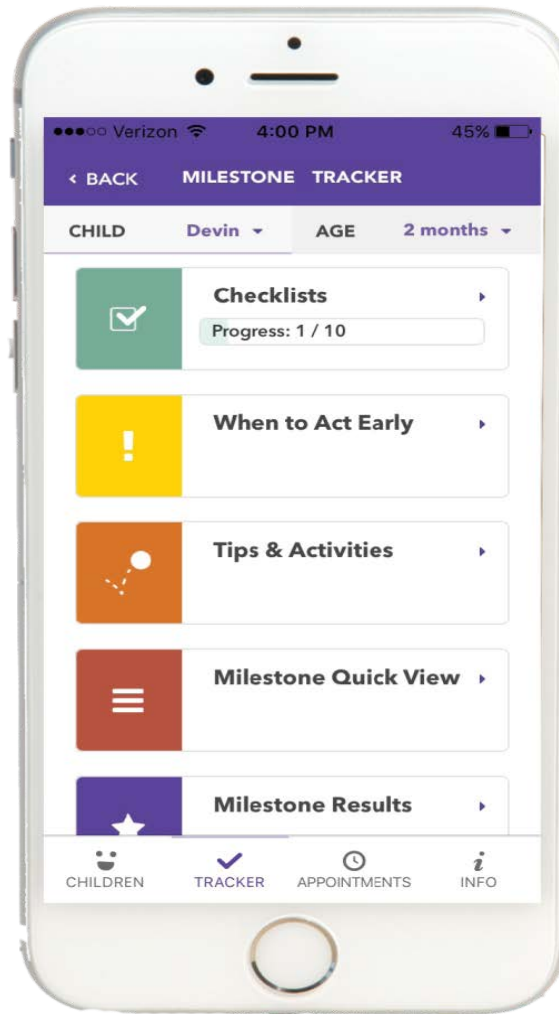 Verizon 4:00 PM 45%
< BACK MILESTONE TRACKER
CHILD Devin AGE 2 months
Checklists
Progress: 1 / 10
When to Act Early
Tips & Activities
Milestone Quick View
Milestone Results
CHILDREN TRACKER APPOINTMENTS INFO